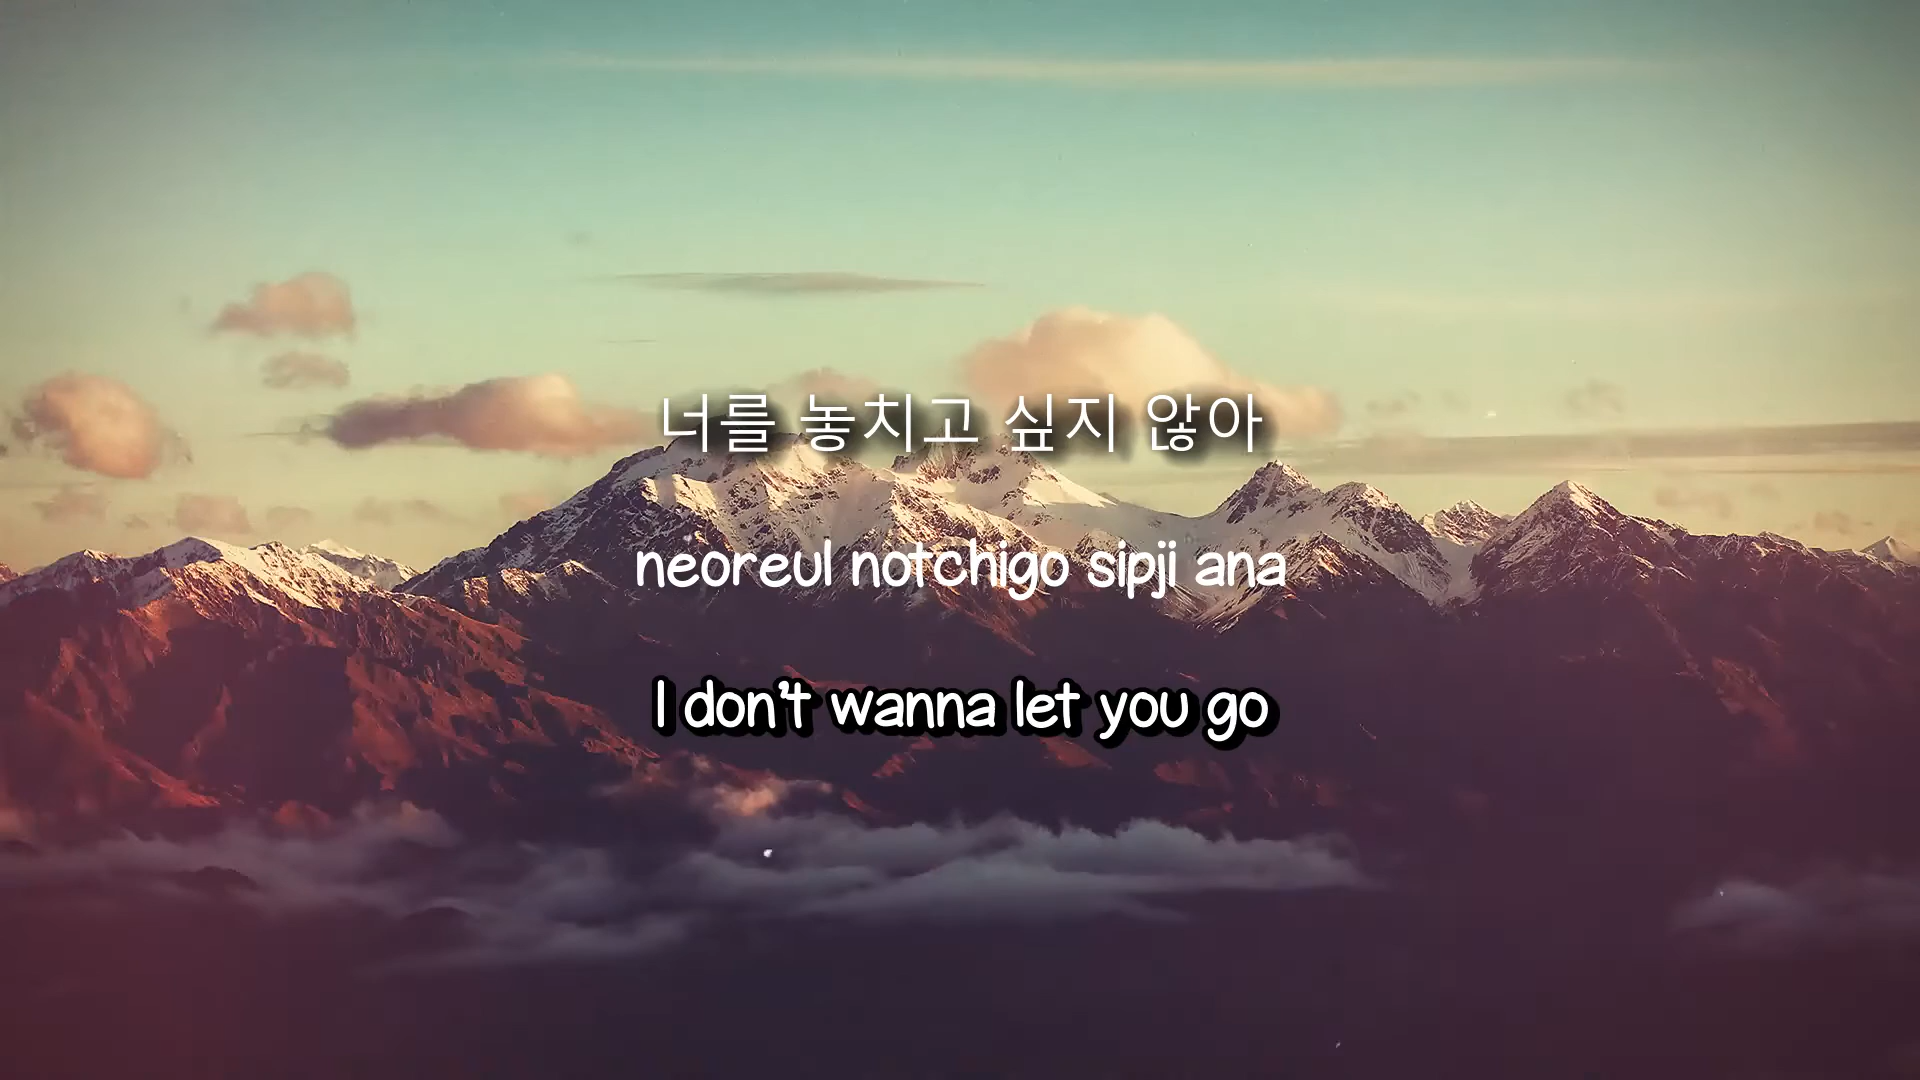 너를 놓치고 싶지 않아
neoreul notchigo sipji ana
I don't wanna let you go